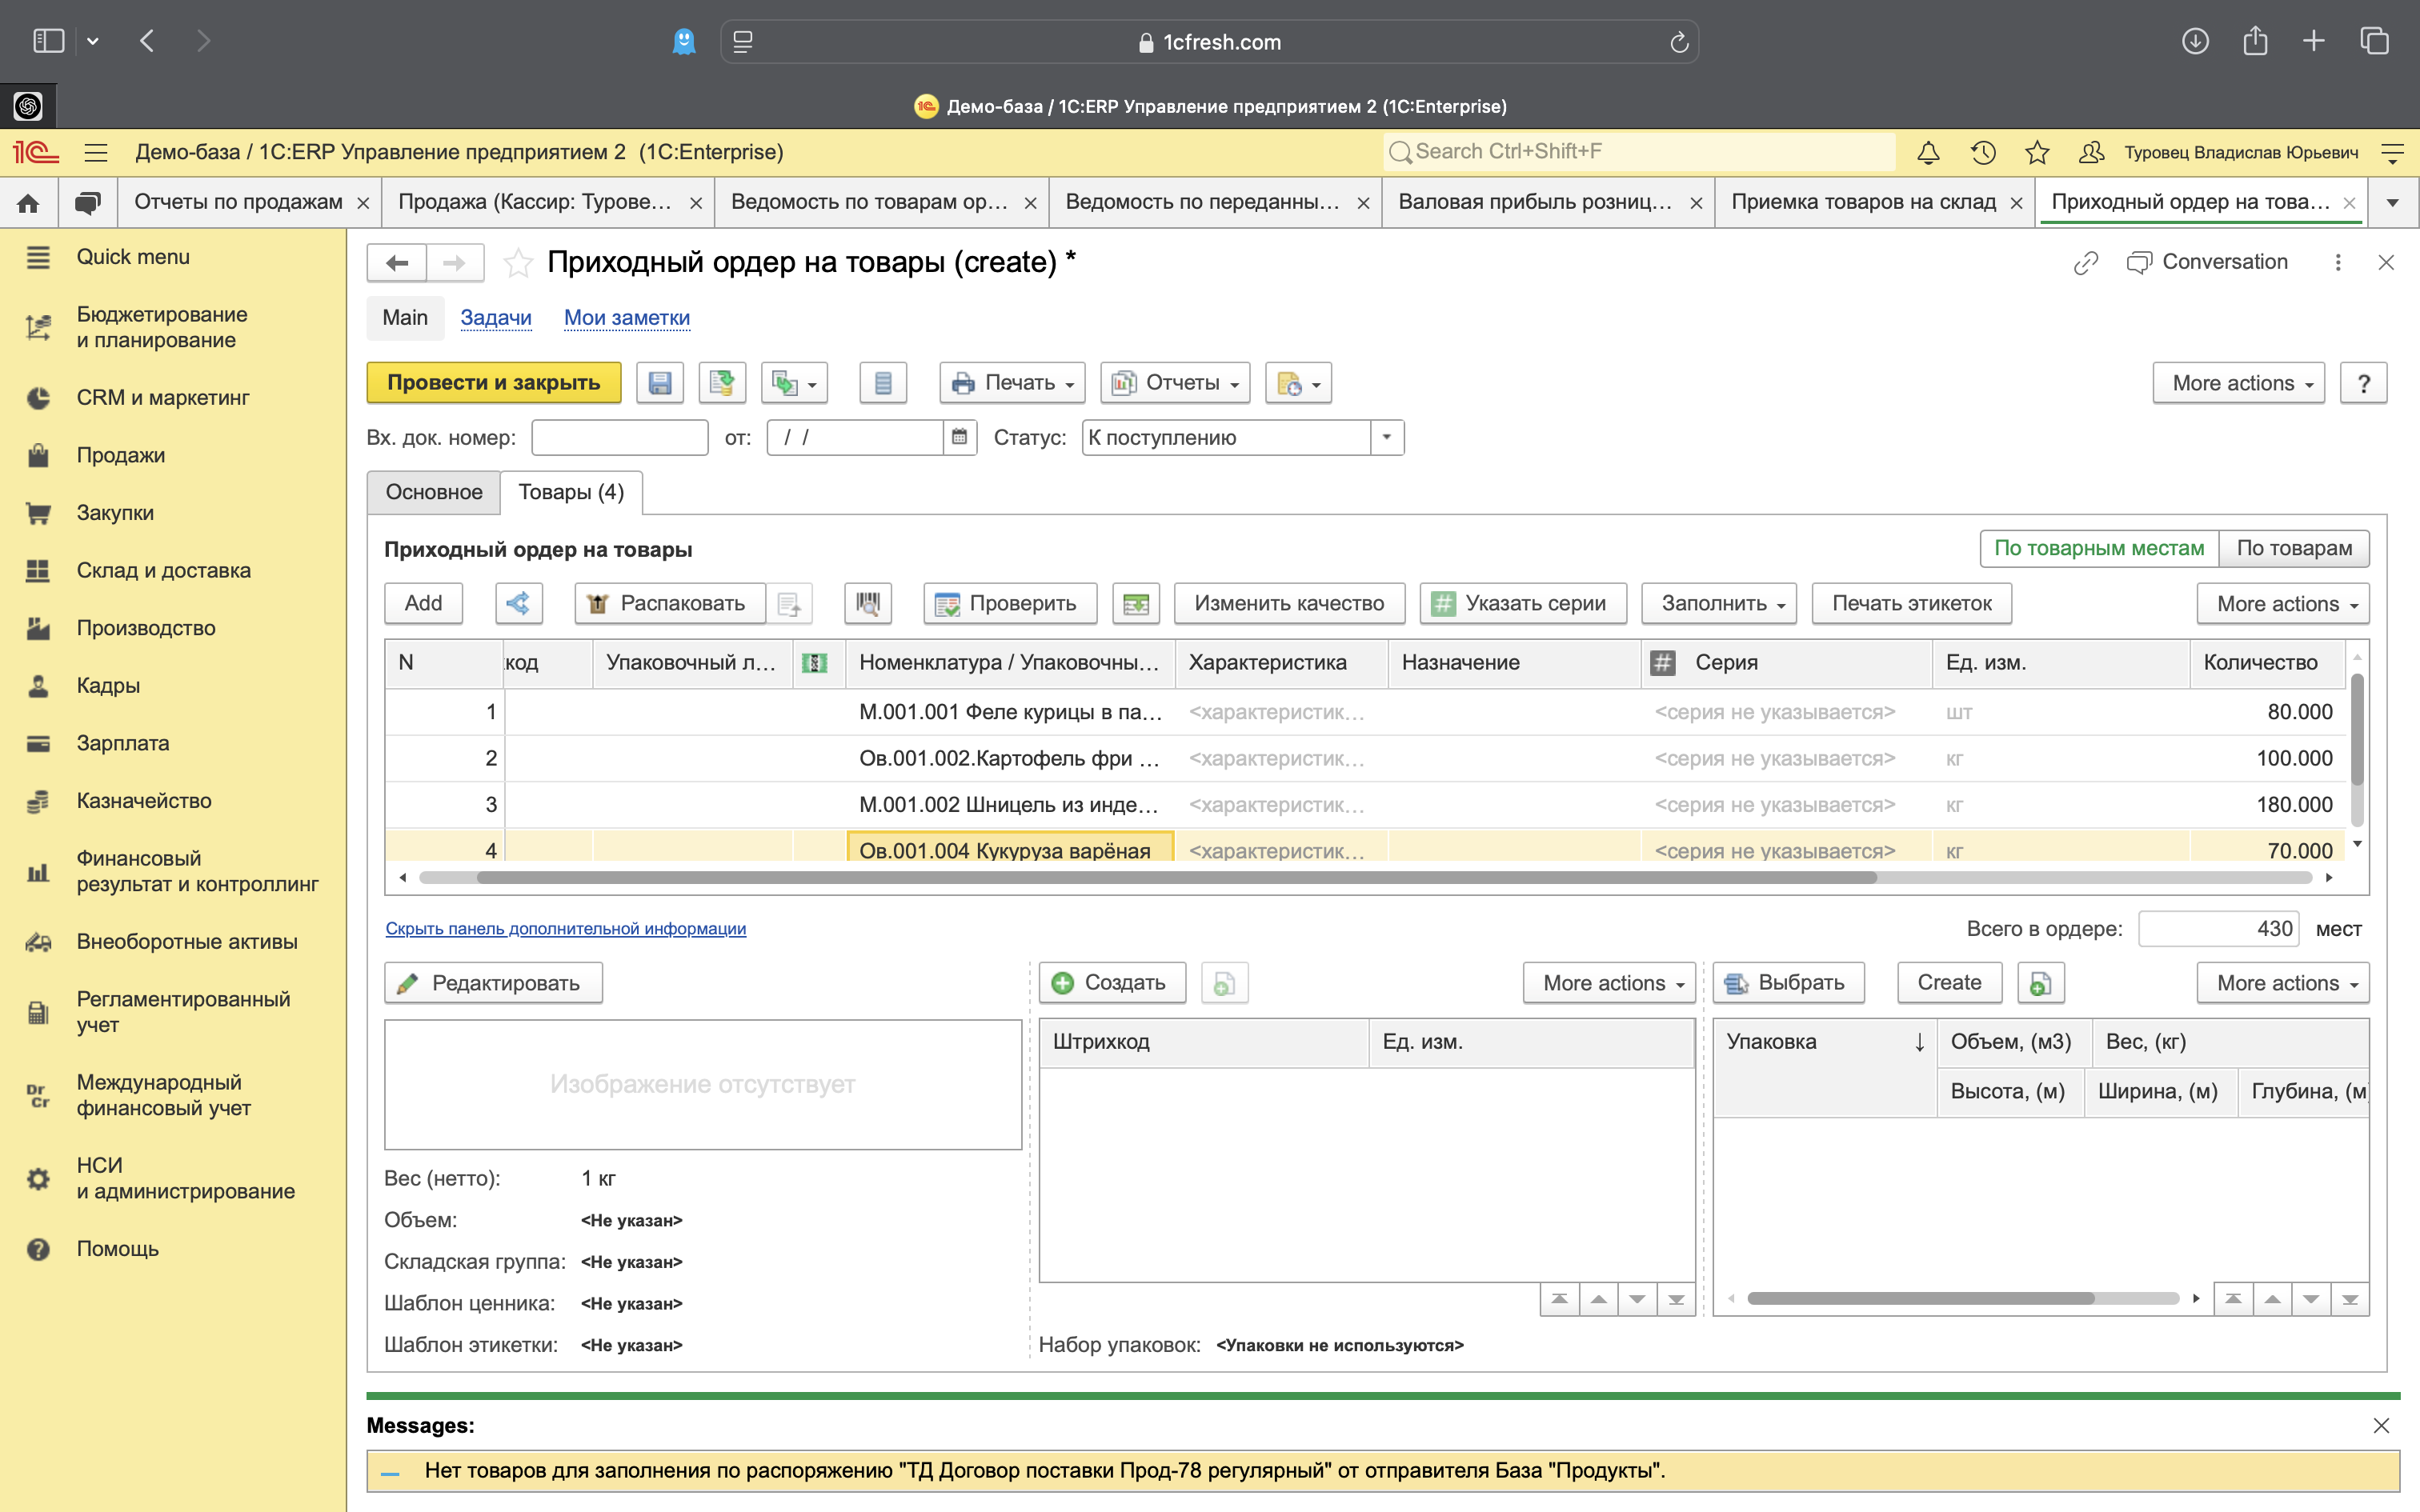 1cfresh.com
Демо-база / 1С:ERP Управление предприятием 2 (1C:Enterprise)
Демо-база / 1С:ERP Управление предприятием 2 (1C:Enterprise)
Search Ctrl+Shift+F
Туровец Владислав Юрьевич
Отчеты по продажам
Продажа (Кассир: Турове...
Ведомость по товарам ор...
Ведомость по переданны...
Валовая прибыль розниц...
Приемка товаров на склад
Приходный ордер на това...
Quick menu
Бюджетирование
и планирование
CRM и маркетинг
Продажи
Закупки
Склад и доставка
Производство
Кадры
Зарплата
Казначейство
Финансовый
результат и контроллинг
Внеоборотные активы
Регламентированный
учет
Dr
Cr
Международный
финансовый учет
НСИ
и администрирование
Помощь
Приходный ордер на товары (create) *
Conversation
Main
Задачи
Мои заметки
Провести и закрыть
Печать
Отчеты
More actions
?
Вх. док. номер:
от:
/ /
Статус:
К поступлению
Основное
Товары (4)
Приходный ордер на товары
По товарным местам
По товарам
Add
Распаковать
Проверить
Изменить качество
Указать серии
Заполнить
Печать этикеток
More actions
N
код
Упаковочный л...
Номенклатура / Упаковочны...
Характеристика
Назначение
Серия
Ед. изм.
Количество
1 М.001.001 Феле курицы в па... <характеристик... <серия не указывается> шт 80.000
2 Ов.001.002.Картофель фри ... <характеристик... <серия не указывается> кг 100.000
3 М.001.002 Шницель из инде... <характеристик... <серия не указывается> кг 180.000
4 Ов.001.004 Кукуруза варёная <характеристик... <серия не указывается> кг 70.000
Скрыть панель дополнительной информации
Всего в ордере: 430 мест
Редактировать
Создать
More actions
Выбрать
Create
More actions
Изображение отсутствует
Штрихкод
Ед. изм.
Упаковка
Объем, (м3)
Вес, (кг)
Высота, (м)
Ширина, (м)
Глубина, (м
Вес (нетто): 1 кг
Объем: <Не указан>
Складская группа: <Не указан>
Шаблон ценника: <Не указан>
Шаблон этикетки: <Не указан>
Набор упаковок: <Упаковки не используются>
Messages:
Нет товаров для заполнения по распоряжению "ТД Договор поставки Прод-78 регулярный" от отправителя База "Продукты".